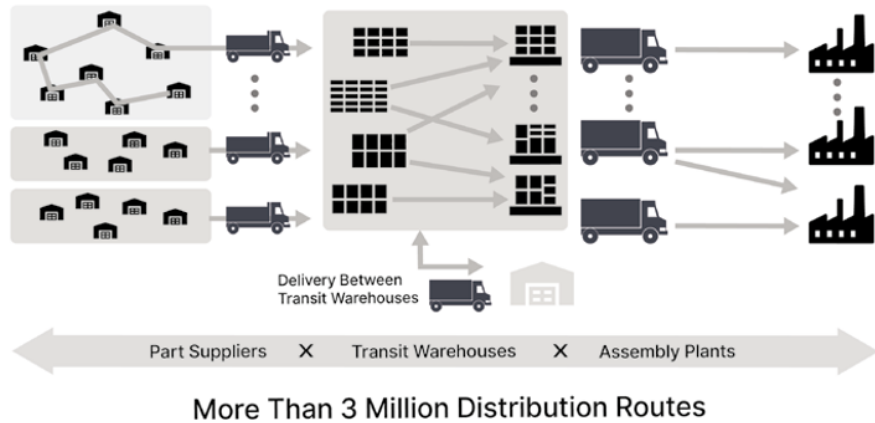 Delivery Between
Transit Warehouses
Part Suppliers × Transit Warehouses × Assembly Plants
More Than 3 Million Distribution Routes